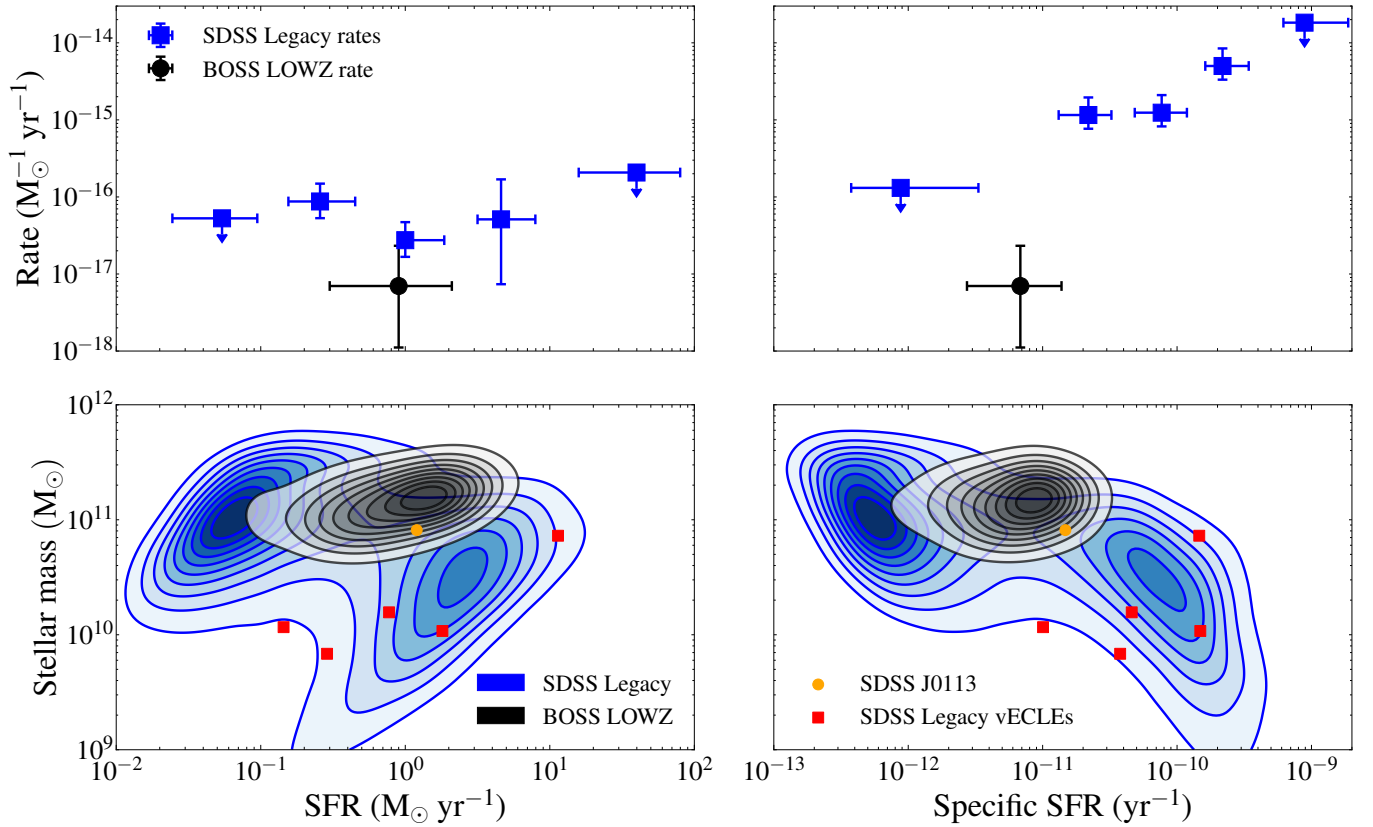 10⁻¹⁴
10⁻¹⁵
10⁻¹⁶
10⁻¹⁷
10⁻¹⁸
Rate (M⊙⁻¹ yr⁻¹)
SDSS Legacy rates
BOSS LOWZ rate
10¹²
10¹¹
10¹⁰
10⁹
Stellar mass (M⊙)
SDSS Legacy
BOSS LOWZ
SDSS J0113
SDSS Legacy vECLEs
10⁻² 10⁻¹ 10⁰ 10¹ 10²
SFR (M⊙ yr⁻¹)
10⁻¹³ 10⁻¹² 10⁻¹¹ 10⁻¹⁰ 10⁻⁹
Specific SFR (yr⁻¹)